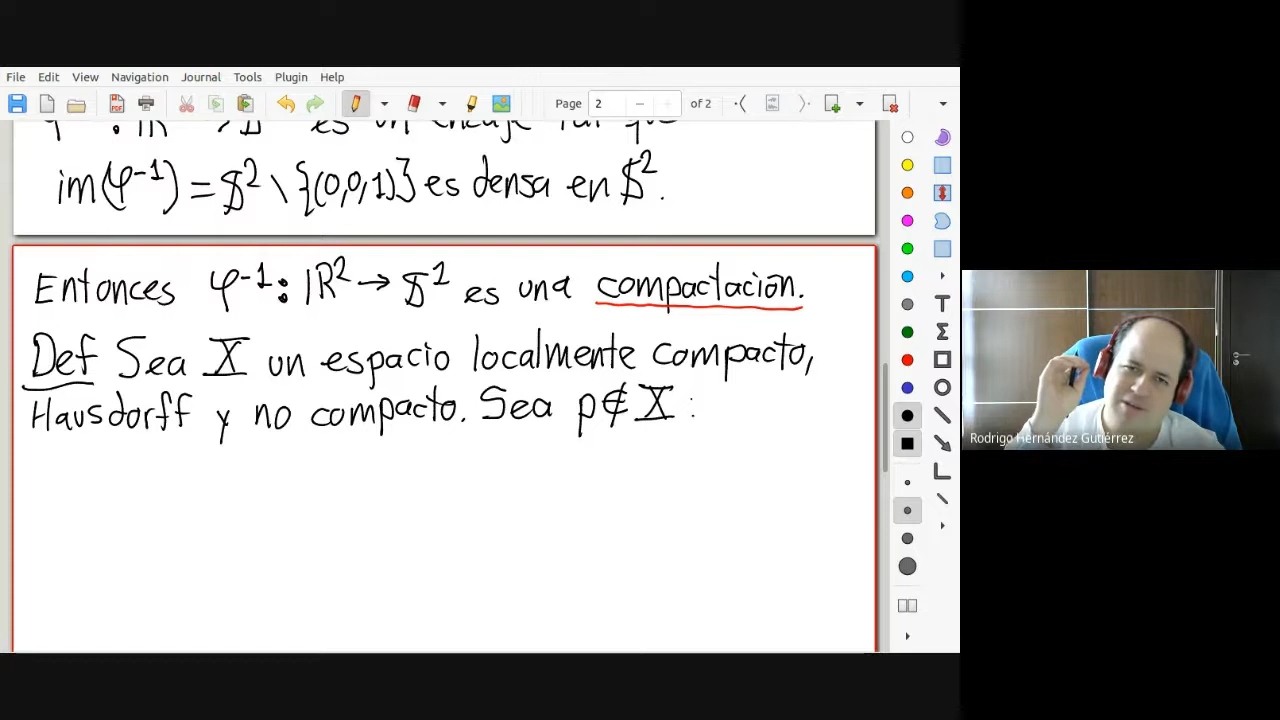 File Edit View Navigation Journal Tools Plugin Help
Page 2 of 2
im(φ⁻¹) = 𝕊² \ {(0,0,1)} es densa en 𝕊².
Entonces φ⁻¹: ℝ² → 𝕊² es una compactación.
Def Sea X un espacio localmente compacto,
Hausdorff y no compacto. Sea p∉X:
Rodrigo Hernández Gutiérrez